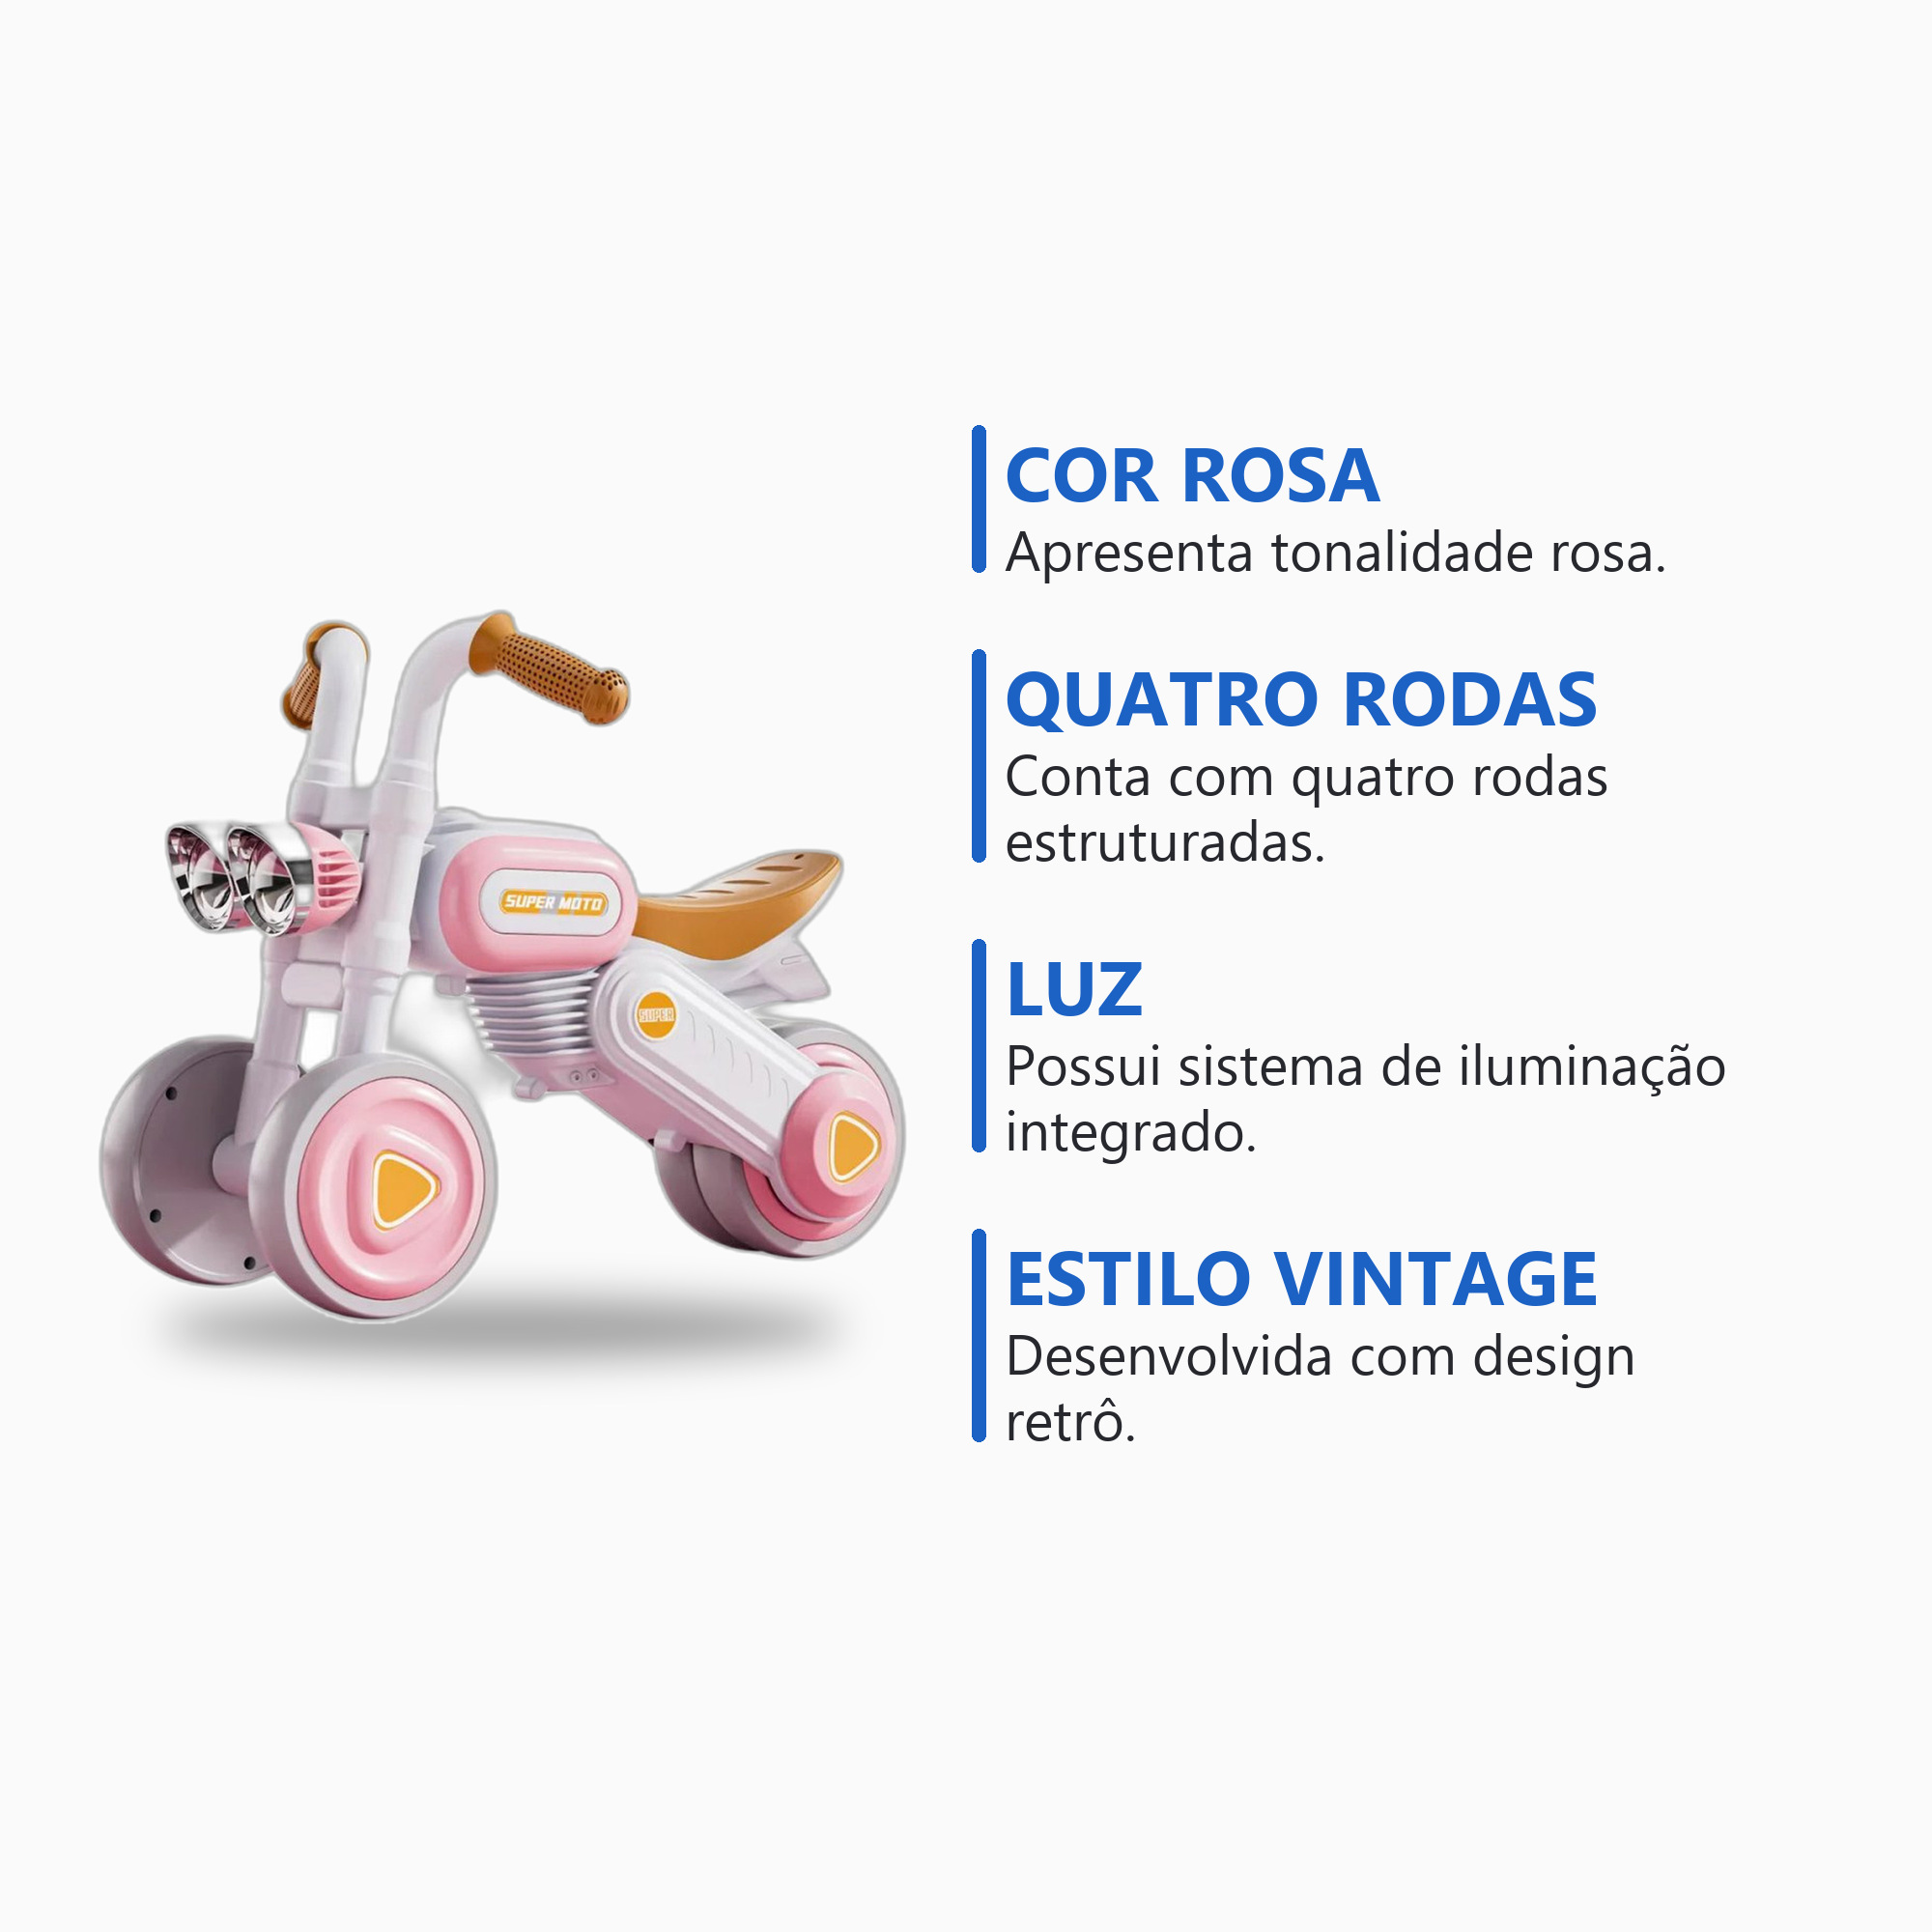 COR ROSA
Apresenta tonalidade rosa.
QUATRO RODAS
Conta com quatro rodas
estruturadas.
LUZ
Possui sistema de iluminação
integrado.
ESTILO VINTAGE
Desenvolvida com design
retrô.
SUPER MOTO
SUPER